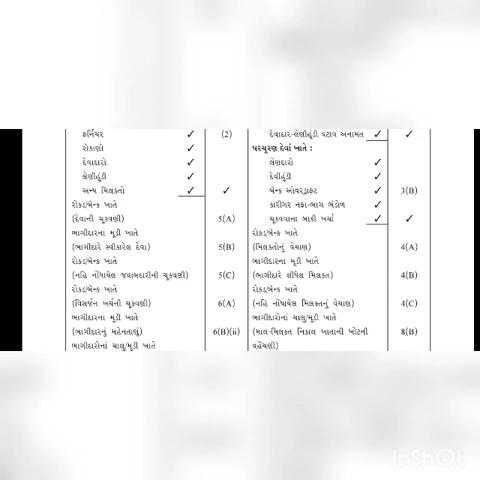 ફર્નિચર ✓ (2)
રોકાણો ✓
દેવાદારો ✓
લેણીહૂંડી ✓
અન્ય મિલકતો ✓ ✓
રોકડ/બેન્ક ખાતે
(દેવાની ચૂકવણી) 5(A)
ભાગીદારના મૂડી ખાતે
(ભાગીદારે સ્વીકારેલ દેવા) 5(B)
રોકડ/બેન્ક ખાતે
(નહિ નોંધાયેલ જવાબદારીની ચૂકવણી) 5(C)
રોકડ/બેન્ક ખાતે
(વિસર્જન ખર્ચની ચૂકવણી) 6(A)
ભાગીદારના મૂડી ખાતે
(ભાગીદારનું મહેનતાણું) 6(B)(ii)
ભાગીદારોનાં ચાલુ/મૂડી ખાતે
દેવાદાર-લેણીહૂંડી વટાવ અનામત ✓ ✓
પરચૂરણ દેવાં ખાતે :
લેણદારો ✓
દેવીહૂંડી ✓
બેન્ક ઓવરડ્રાફ્ટ ✓ 3(B)
કારીગર નફા-ભાગ ભંડોળ ✓
ચૂકવવાના બાકી ખર્ચા ✓ ✓
રોકડ/બેન્ક ખાતે
(મિલકતોનું વેચાણ) 4(A)
ભાગીદારના મૂડી ખાતે
(ભાગીદારે લીધેલ મિલકત) 4(B)
રોકડ/બેન્ક ખાતે
(નહિ નોંધાયેલ મિલકતનું વેચાણ) 4(C)
ભાગીદારોનાં ચાલુ/મૂડી ખાતે
(માલ-મિલકત નિકાલ ખાતાની ખોટની 8(B)
વહેંચણી)
InShOt